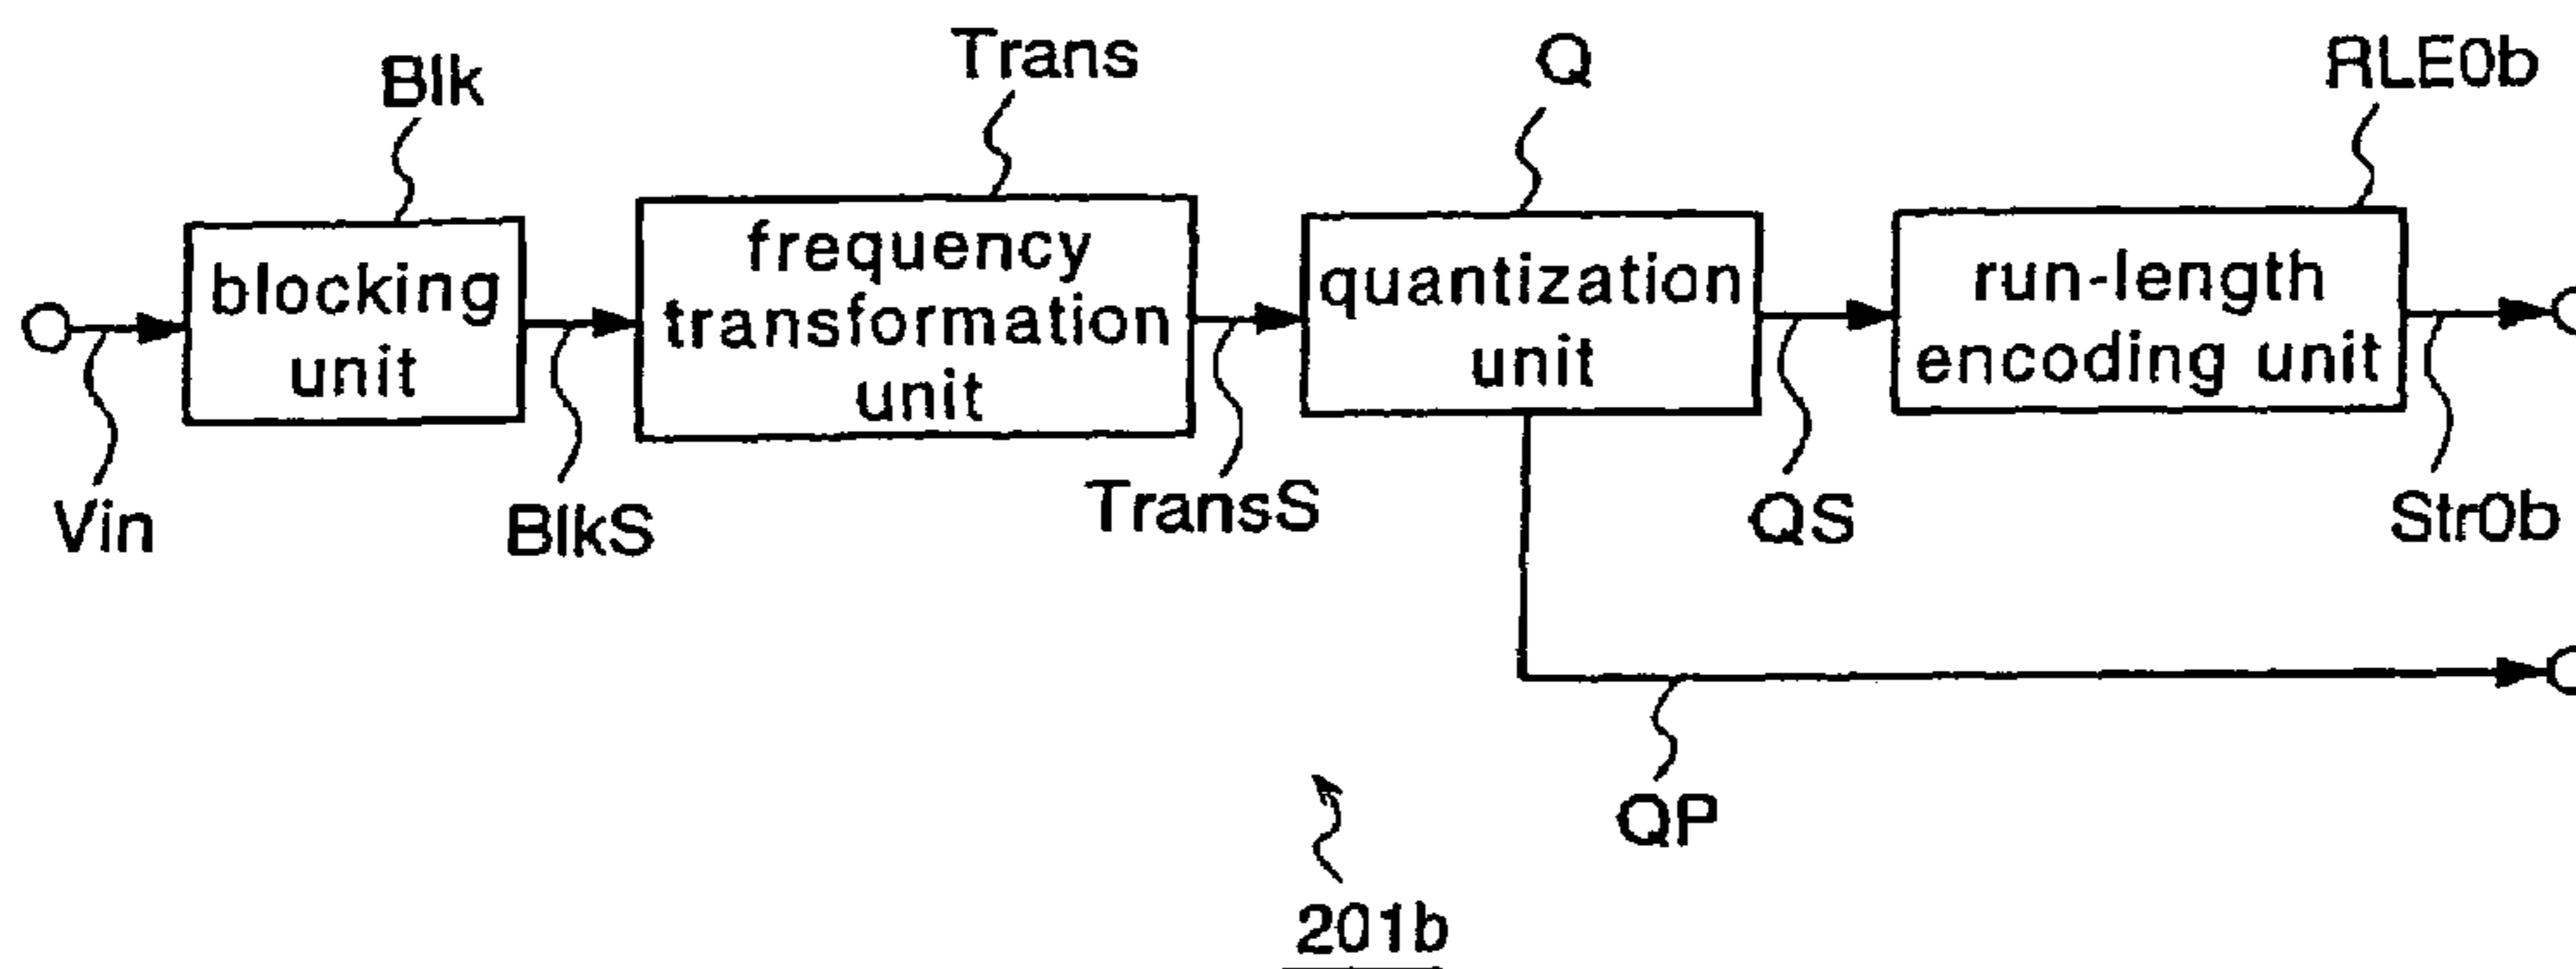 Blk
Trans
Q
RLE0b
blocking
unit
frequency
transformation
unit
quantization
unit
run-length
encoding unit
Vin
BlkS
TransS
QS
Str0b
QP
201b